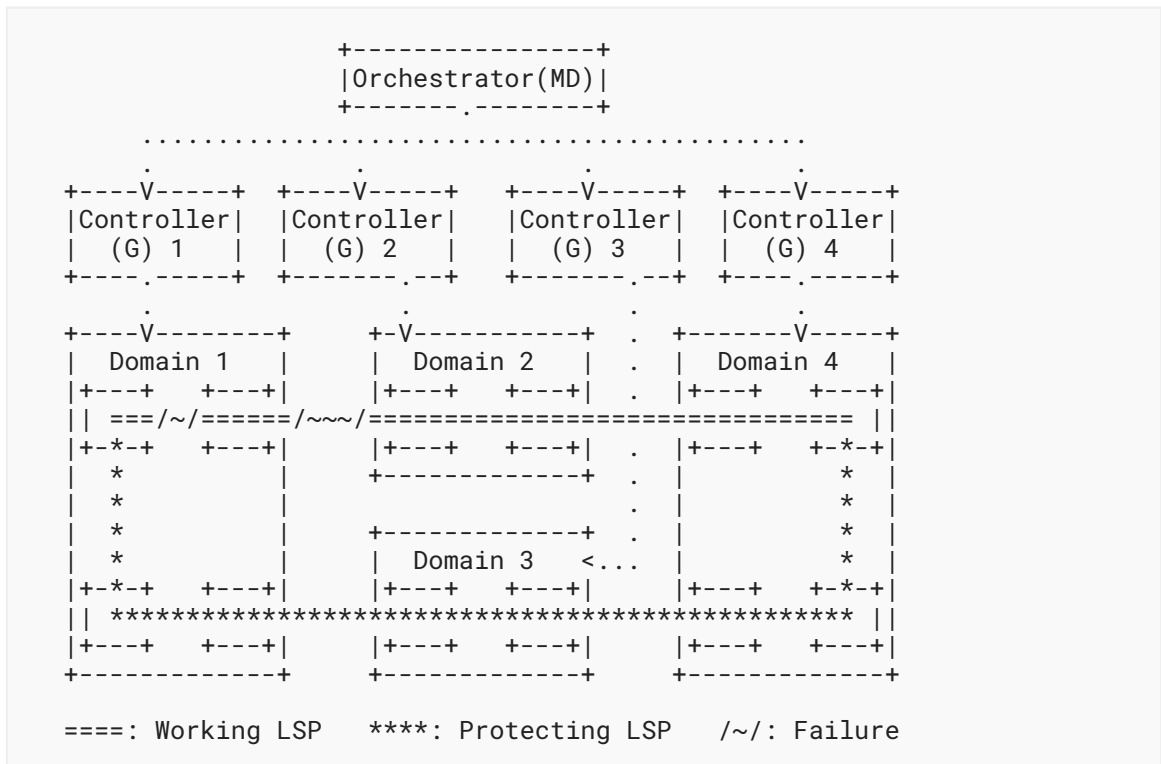 +----------------+
                  |Orchestrator(MD)|
                  +-------.--------+
     ............................................
     .             .              .             .
+----V-----+  +----V-----+   +----V-----+  +----V-----+
|Controller|  |Controller|   |Controller|  |Controller|
|  (G) 1   |  |  (G) 2   |   |  (G) 3   |  |  (G) 4   |
+----.-----+  +-------.--+   +-------.--+  +----.-----+
     .                .              .          .
+----V--------+     +-V-----------+  .  +-------V-----+
|  Domain 1   |     |  Domain 2   |  .  |  Domain 4   |
|+---+   +---+|     |+---+   +---+|  .  |+---+   +---+|
|| ===/~/======/~~~/================================ ||
|+-*-+   +---+|     |+---+   +---+|  .  |+---+   +-*-+|
|  *          |     +-------------+  .  |          *  |
|  *          |                      .  |          *  |
|  *          |     +-------------+  .  |          *  |
|  *          |     |  Domain 3   <...  |          *  |
|+-*-+   +---+|     |+---+   +---+|     |+---+   +-*-+|
|| ************************************************* ||
|+---+   +---+|     |+---+   +---+|     |+---+   +---+|
+-------------+     +-------------+     +-------------+
====: Working LSP   ****: Protecting LSP   /~/: Failure